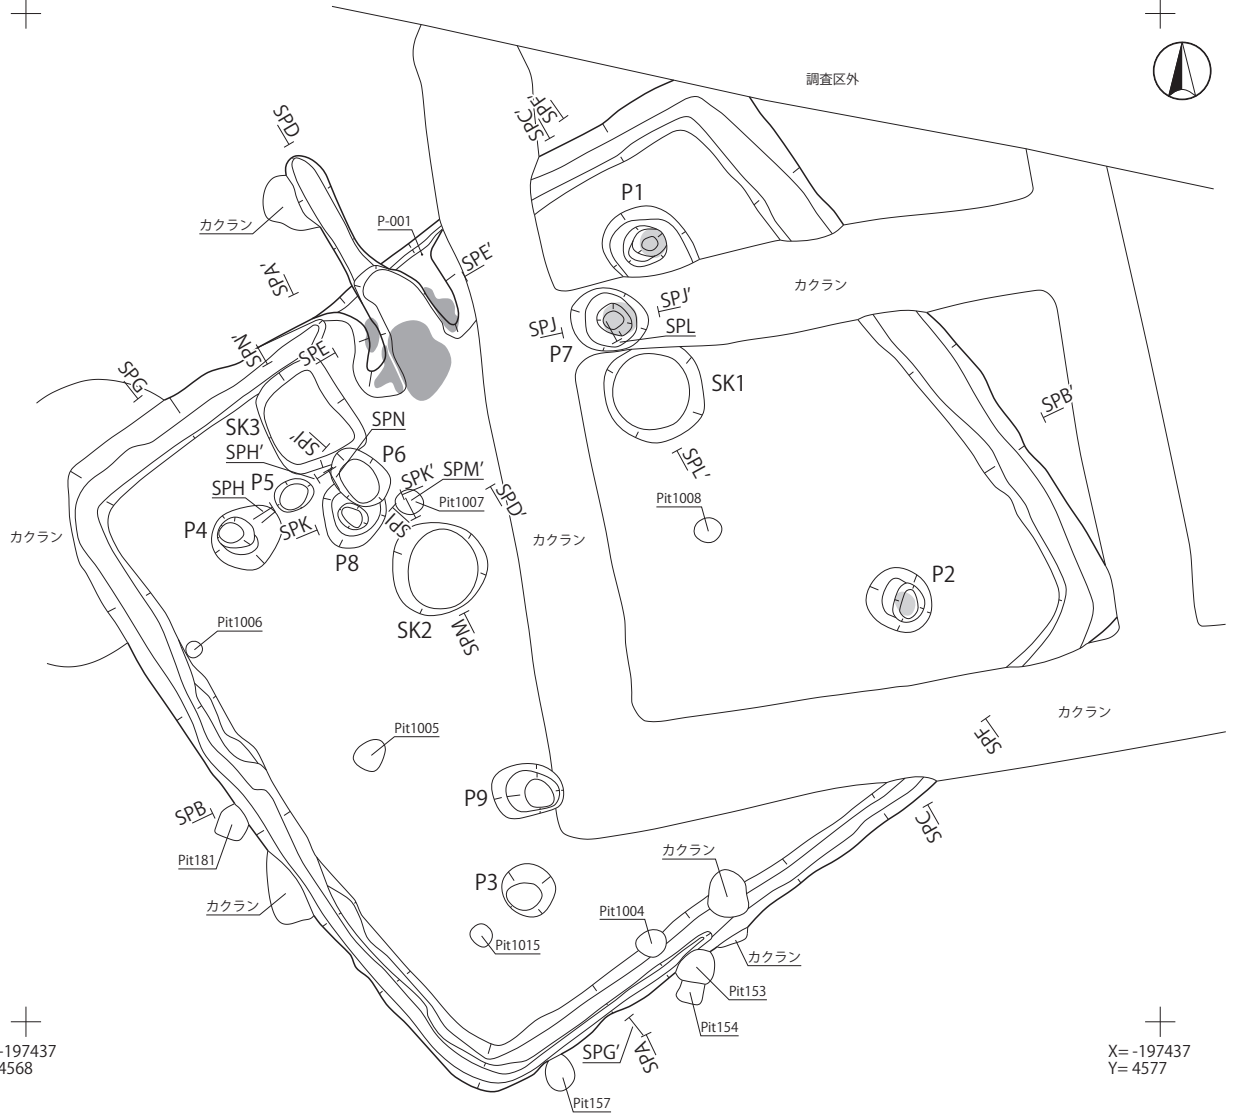 調査区外
SPF'
SPC'
SPD
P1
カクラン
P-001
SPE'
SPA'
カクラン
SPJ'
SPJ
SPL
P7
SPN'
SPE
SPG
SK1
SPB'
SPN
SK3
SPI'
SPH'
P6
SPL'
SPK'
SPM'
P5
SPH
Pit1007
SPD'
Pit1008
P4
SPK
SPI
カクラン
カクラン
P8
P2
SK2
SPM
Pit1006
カクラン
SPF
Pit1005
P9
SPB
SPC
Pit181
カクラン
P3
カクラン
Pit1004
Pit1015
カクラン
Pit153
Pit154
SPG'
SPA
-197437
4568
X= -197437
Y= 4577
Pit157